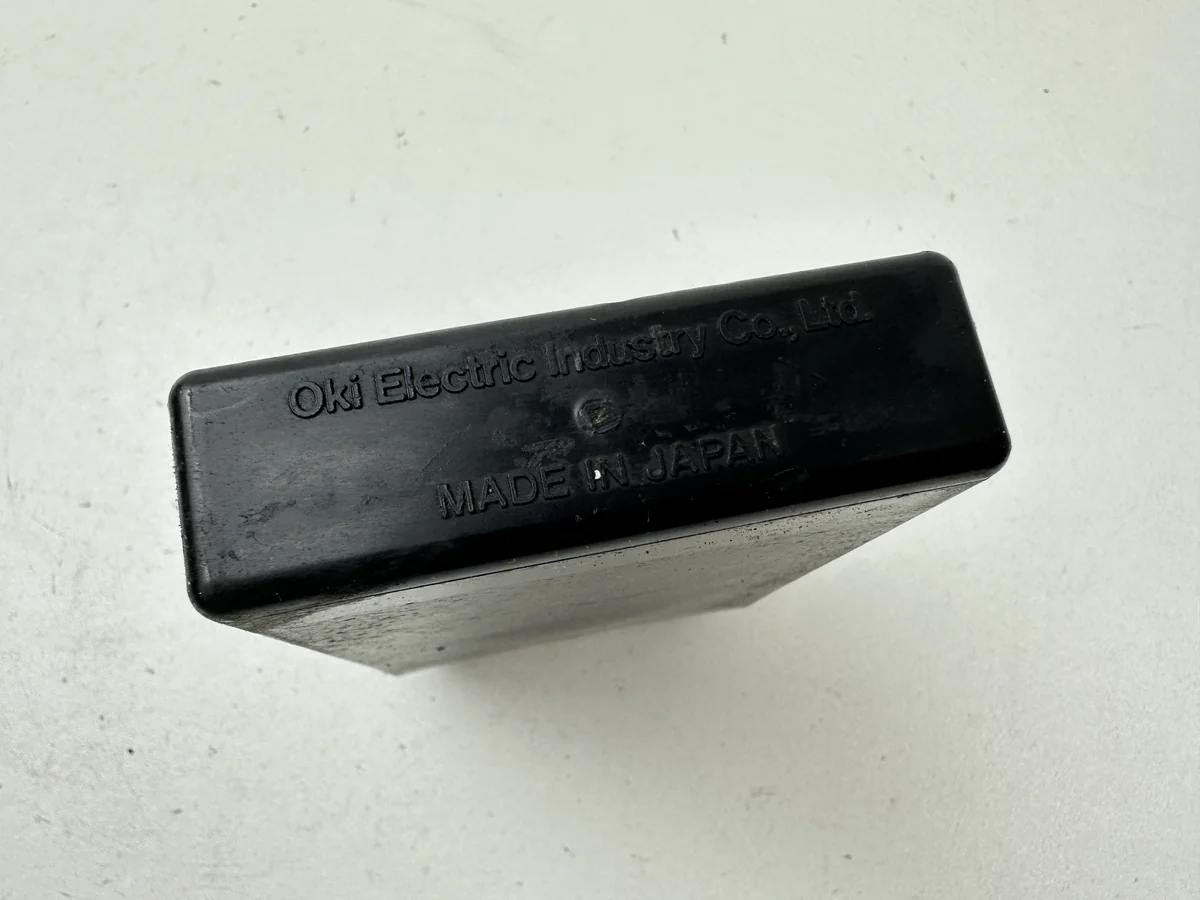 Oki Electric Industry Co., Ltd.
MADE IN JAPAN